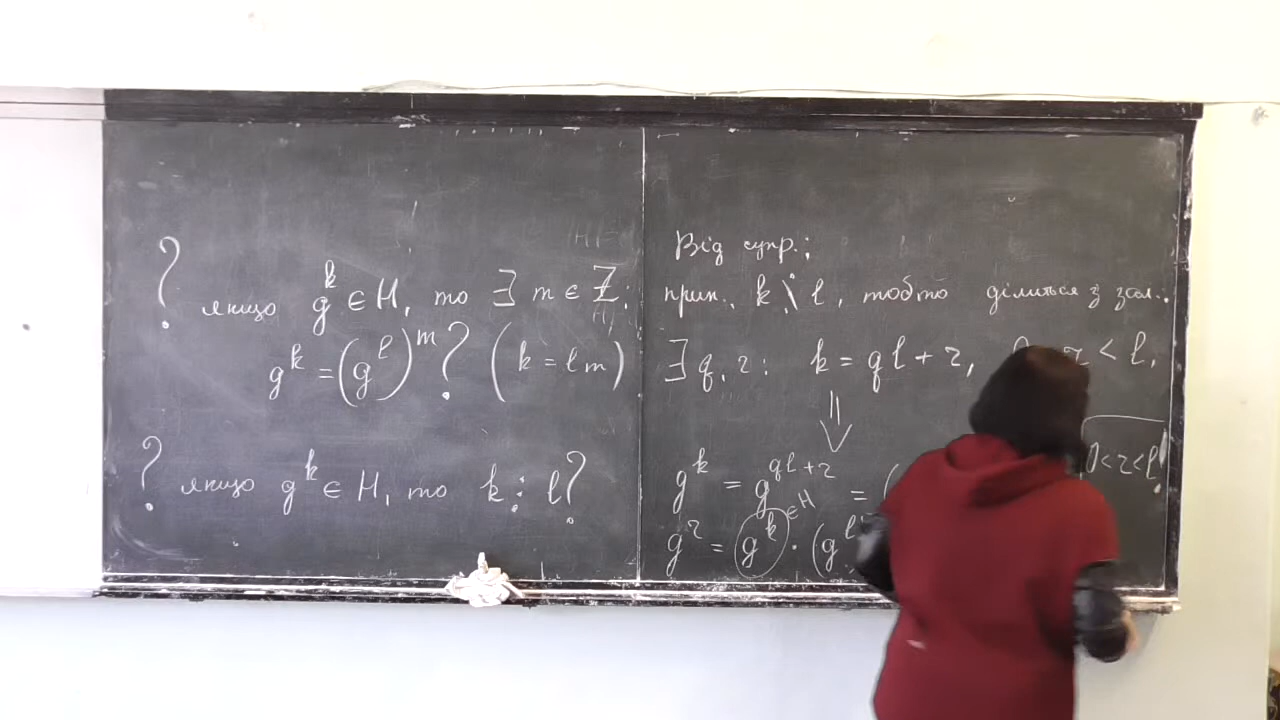 ? якщо g^k ∈ H, то ∃ m ∈ ℤ:
g^k = (g^l)^m ? (k = lm)
? якщо g^k ∈ H, то k ⋮ l?
Від супр.:
прип., k ⋮̸ l, тобто ділиться з зал..
∃ q, r: k = ql + r, r < l,
⇓
0 < r < l
g^k = g^{ql + r} = (
g^r = g^k ∈ H · (g^l